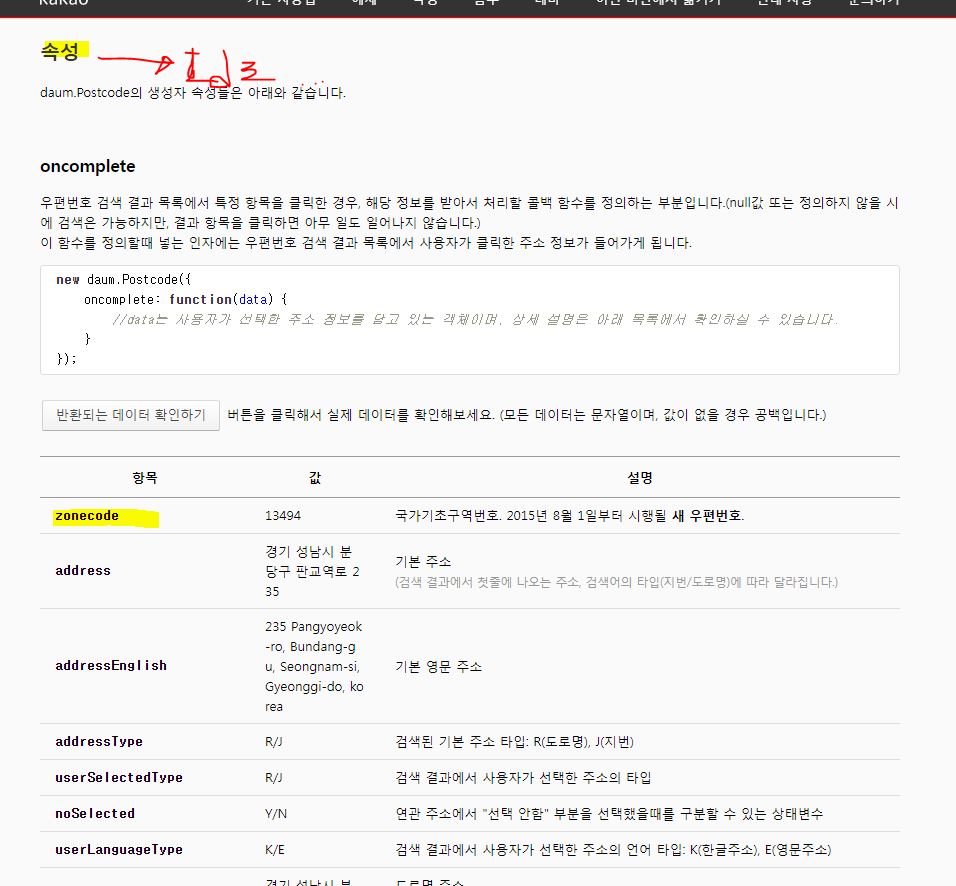 kakao
속성
daum.Postcode의 생성자 속성들은 아래와 같습니다.
oncomplete
우편번호 검색 결과 목록에서 특정 항목을 클릭한 경우, 해당 정보를 받아서 처리할 콜백 함수를 정의하는 부분입니다.(null값 또는 정의하지 않을 시
에 검색은 가능하지만, 결과 항목을 클릭하면 아무 일도 일어나지 않습니다.)
이 함수를 정의할때 넣는 인자에는 우편번호 검색 결과 목록에서 사용자가 클릭한 주소 정보가 들어가게 됩니다.
new daum.Postcode({
oncomplete: function(data) {
//data는 사용자가 선택한 주소 정보를 담고 있는 객체이며, 상세 설명은 아래 목록에서 확인하실 수 있습니다.
}
});
반환되는 데이터 확인하기 버튼을 클릭해서 실제 데이터를 확인해보세요. (모든 데이터는 문자열이며, 값이 없을 경우 공백입니다.)
항목 값 설명
zonecode 13494 국가기초구역번호. 2015년 8월 1일부터 시행될 새 우편번호.
address
경기 성남시 분
당구 판교역로 2
35
기본 주소
(검색 결과에서 첫줄에 나오는 주소, 검색어의 타입(지번/도로명)에 따라 달라집니다.)
addressEnglish
235 Pangyoyeok
-ro, Bundang-g
u, Seongnam-si,
Gyeonggi-do, ko
rea
기본 영문 주소
addressType R/J 검색된 기본 주소 타입: R(도로명), J(지번)
userSelectedType R/J 검색 결과에서 사용자가 선택한 주소의 타입
noSelected Y/N 연관 주소에서 "선택 안함" 부분을 선택했을때를 구분할 수 있는 상태변수
userLanguageType K/E 검색 결과에서 사용자가 선택한 주소의 언어 타입: K(한글주소), E(영문주소)
경기 성남시 분 도로명 주소